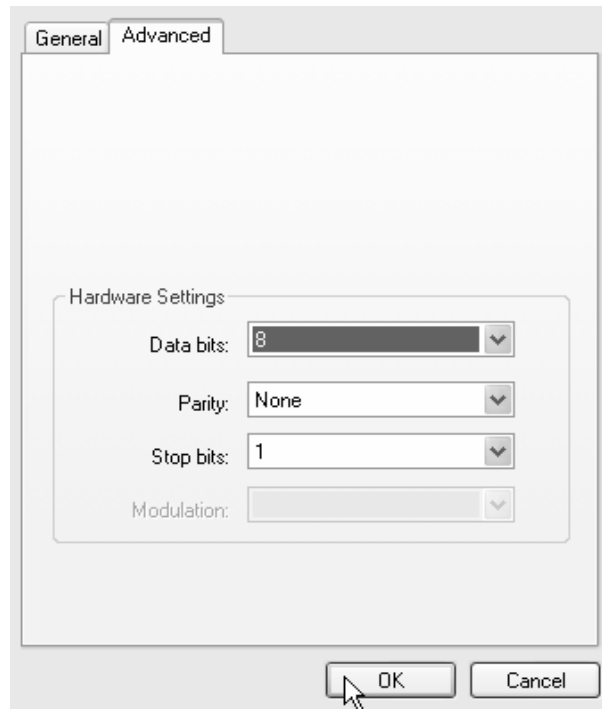 General Advanced
Hardware Settings
Data bits: 8
Parity: None
Stop bits: 1
Modulation:
OK Cancel